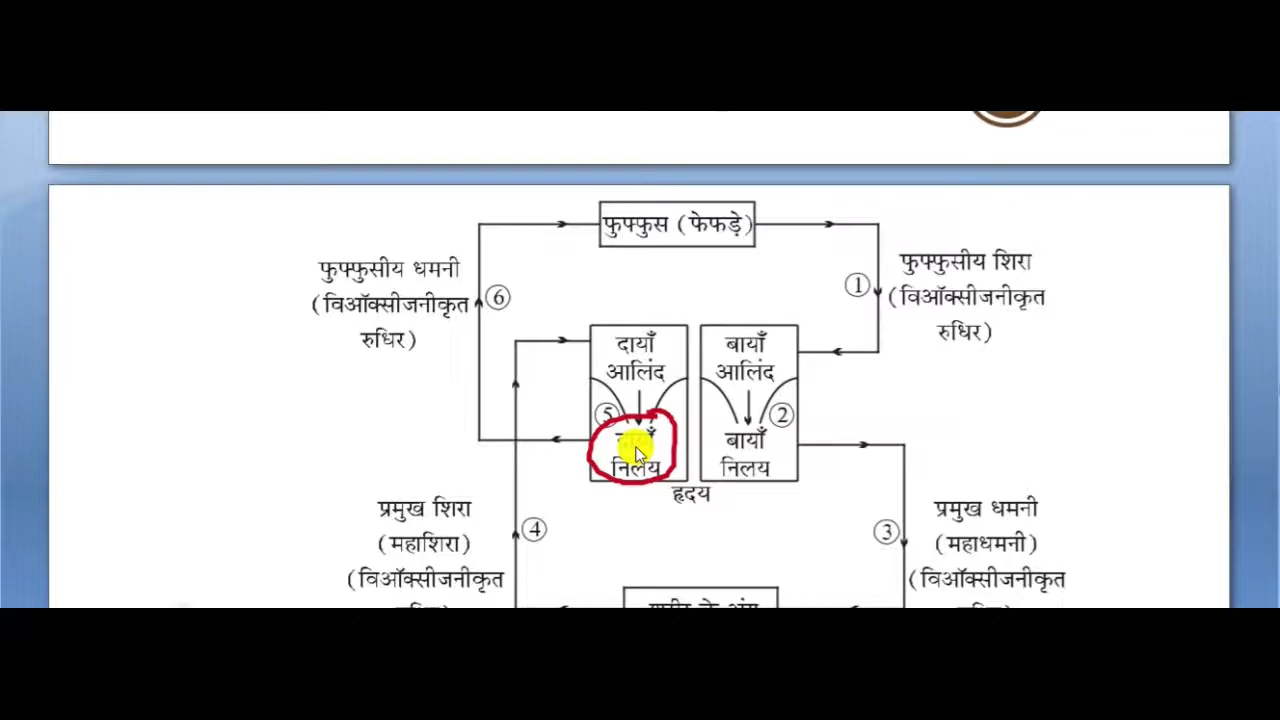 फुफ्फुस (फेफड़े)
फुफ्फुसीय धमनी
(विऑक्सीजनीकृत
रुधिर)
⑥
①
फुफ्फुसीय शिरा
(विऑक्सीजनीकृत
रुधिर)
दायाँ
आलिंद
बायाँ
आलिंद
⑤
②
दायाँ
निलय
बायाँ
निलय
हृदय
प्रमुख शिरा
(महाशिरा)
(विऑक्सीजनीकृत
④
③
प्रमुख धमनी
(महाधमनी)
(विऑक्सीजनीकृत